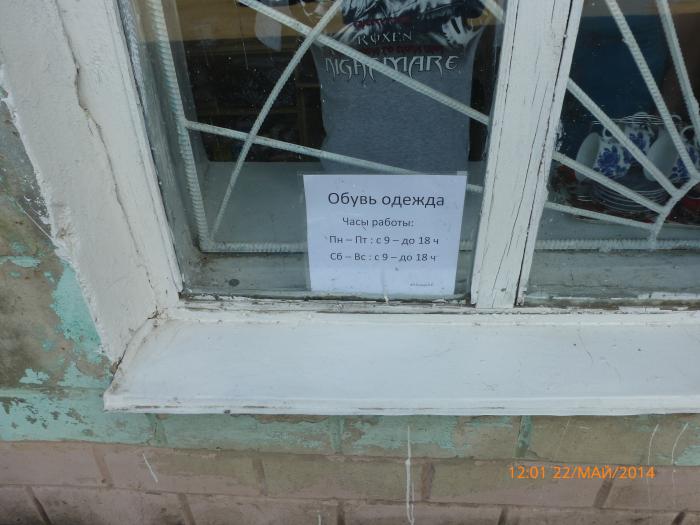 ROXEN
NIGHTMARE
Обувь одежда
Часы работы:
Пн – Пт : с 9 – до 18 ч
Сб – Вс : с 9 – до 18 ч
12:01 22/МАЙ/2014